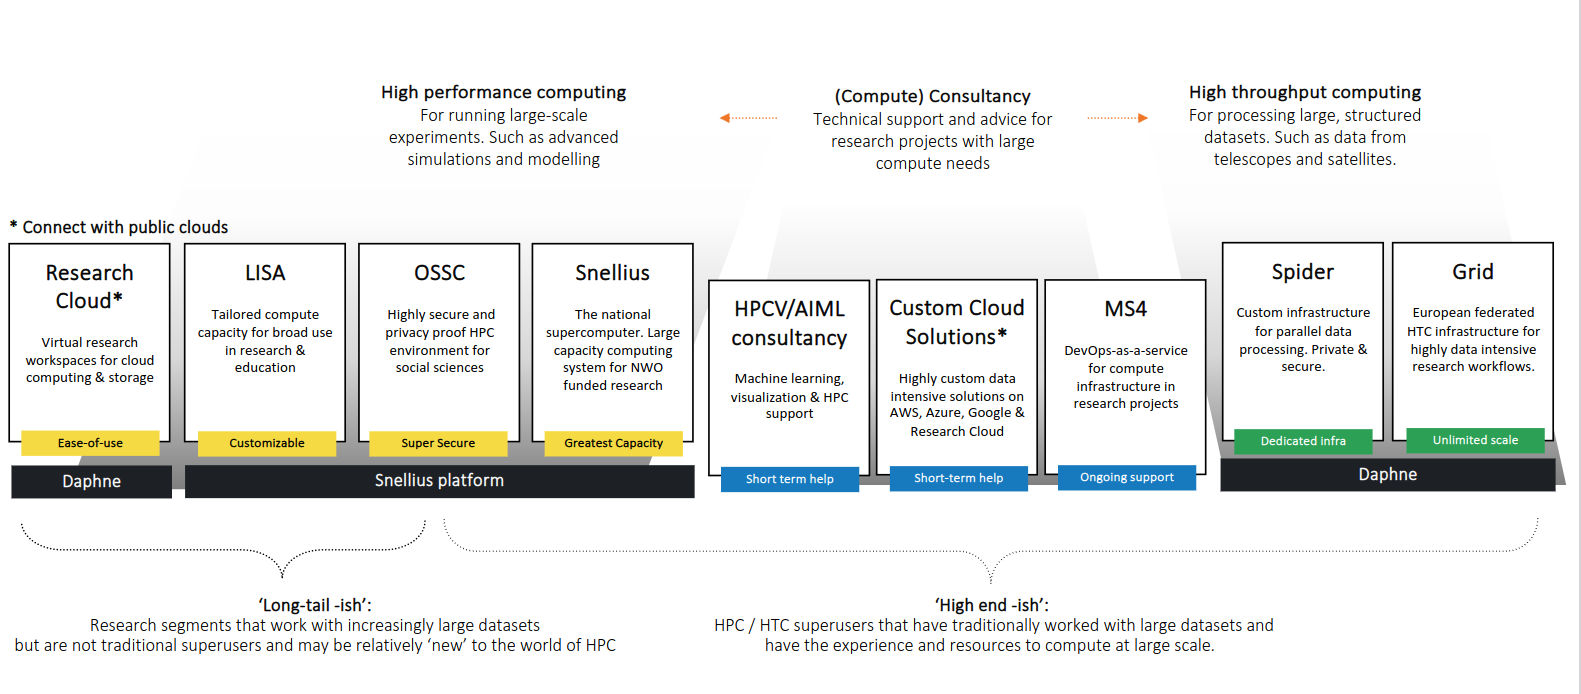 High performance computing
For running large-scale
experiments. Such as advanced
simulations and modelling
(Compute) Consultancy
Technical support and advice for
research projects with large
compute needs
High throughput computing
For processing large, structured
datasets. Such as data from
telescopes and satellites.
* Connect with public clouds
Research
Cloud*
Virtual research
workspaces for cloud
computing & storage
Ease-of-use
LISA
Tailored compute
capacity for broad use
in research &
education
Customizable
OSSC
Highly secure and
privacy proof HPC
environment for
social sciences
Super Secure
Snellius
The national
supercomputer. Large
capacity computing
system for NWO
funded research
Greatest Capacity
HPCV/AIML
consultancy
Machine learning,
visualization & HPC
support
Short term help
Custom Cloud
Solutions*
Highly custom data
intensive solutions on
AWS, Azure, Google &
Research Cloud
Short-term help
MS4
DevOps-as-a-service
for compute
infrastructure in
research projects
Ongoing support
Spider
Custom infrastructure
for parallel data
processing. Private &
secure.
Dedicated infra
Grid
European federated
HTC infrastructure for
highly data intensive
research workflows.
Unlimited scale
Daphne
Snellius platform
Daphne
‘Long-tail -ish’:
Research segments that work with increasingly large datasets
but are not traditional superusers and may be relatively ‘new’ to the world of HPC
‘High end -ish’:
HPC / HTC superusers that have traditionally worked with large datasets and
have the experience and resources to compute at large scale.